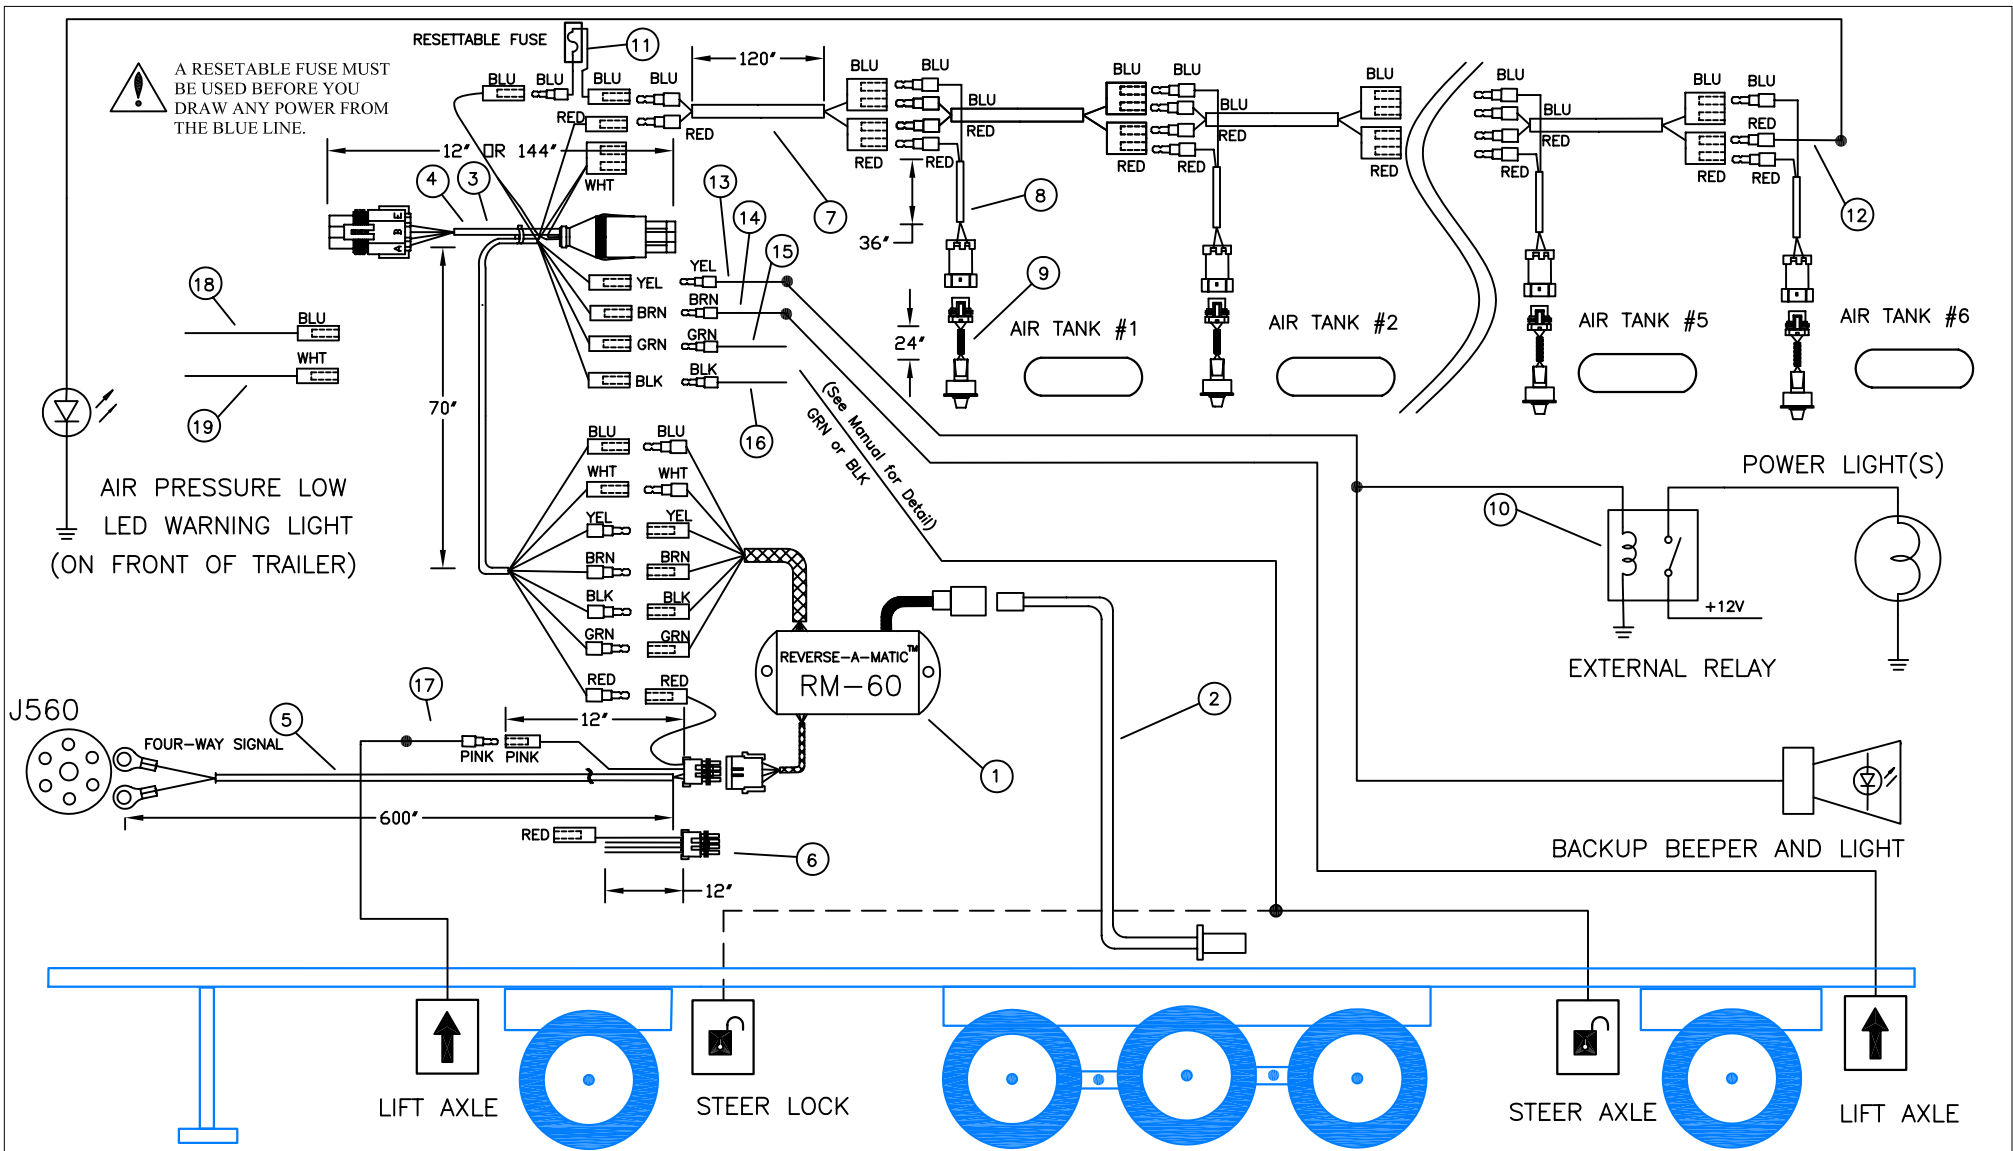 RESETTABLE FUSE
11
A RESETABLE FUSE MUST
BE USED BEFORE YOU
DRAW ANY POWER FROM
THE BLUE LINE.
BLU BLU BLU BLU
120"
BLU BLU BLU BLU BLU BLU BLU BLU
BLU BLU BLU
RED RED
RED RED RED RED RED RED
RED RED RED RED RED RED RED
12" OR 144"
WHT
4 3 13 14 7 8 12
E
B
A
36"
15
YEL YEL
BRN BRN
GRN GRN
BLK BLK
16
9
24"
AIR TANK #1
AIR TANK #2
AIR TANK #5
AIR TANK #6
18
BLU
WHT
19
70"
(See Manual for Detail)
GRN or BLK
AIR PRESSURE LOW
LED WARNING LIGHT
(ON FRONT OF TRAILER)
BLU BLU
WHT WHT
YEL YEL
BRN BRN
BLK BLK
GRN GRN
RED RED
POWER LIGHT(S)
10
+12V
EXTERNAL RELAY
REVERSE-A-MATIC™
RM-60
2
1
J560
17
5
12"
FOUR-WAY SIGNAL
PINK PINK
600"
RED
6
12"
BACKUP BEEPER AND LIGHT
LIFT AXLE
STEER LOCK
STEER AXLE
LIFT AXLE